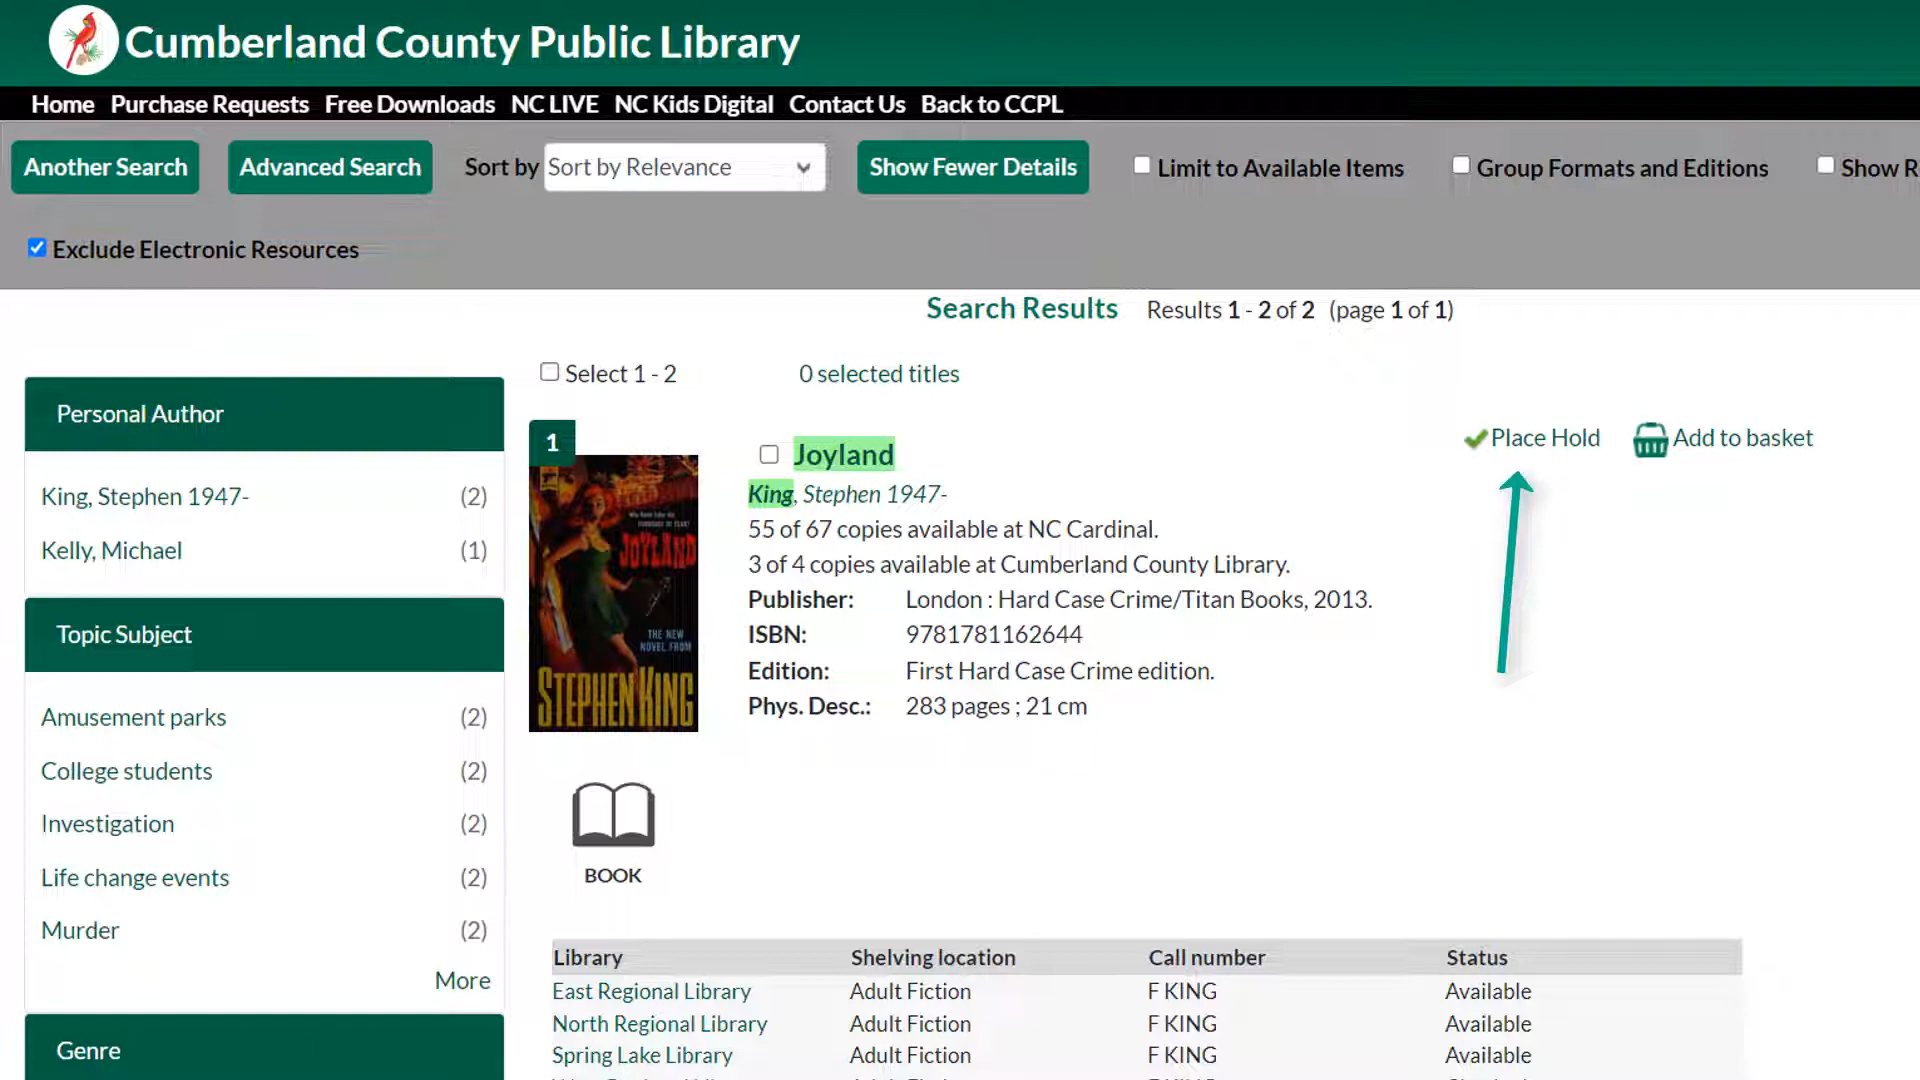 Cumberland County Public Library
Home Purchase Requests Free Downloads NC LIVE NC Kids Digital Contact Us Back to CCPL
Another Search Advanced Search Sort by Sort by Relevance Show Fewer Details Limit to Available Items Group Formats and Editions Show R
Exclude Electronic Resources
Search Results Results 1 - 2 of 2 (page 1 of 1)
Select 1 - 2 0 selected titles
Personal Author
King, Stephen 1947- (2)
Kelly, Michael (1)
Topic Subject
Amusement parks (2)
College students (2)
Investigation (2)
Life change events (2)
Murder (2)
More
Genre
1
JOYLAND
THE NEW
NOVEL FROM
STEPHEN KING
BOOK
Joyland
King, Stephen 1947-
55 of 67 copies available at NC Cardinal.
3 of 4 copies available at Cumberland County Library.
Publisher: London : Hard Case Crime/Titan Books, 2013.
ISBN: 9781781162644
Edition: First Hard Case Crime edition.
Phys. Desc.: 283 pages ; 21 cm
Place Hold Add to basket
Library Shelving location Call number Status
East Regional Library Adult Fiction F KING Available
North Regional Library Adult Fiction F KING Available
Spring Lake Library Adult Fiction F KING Available